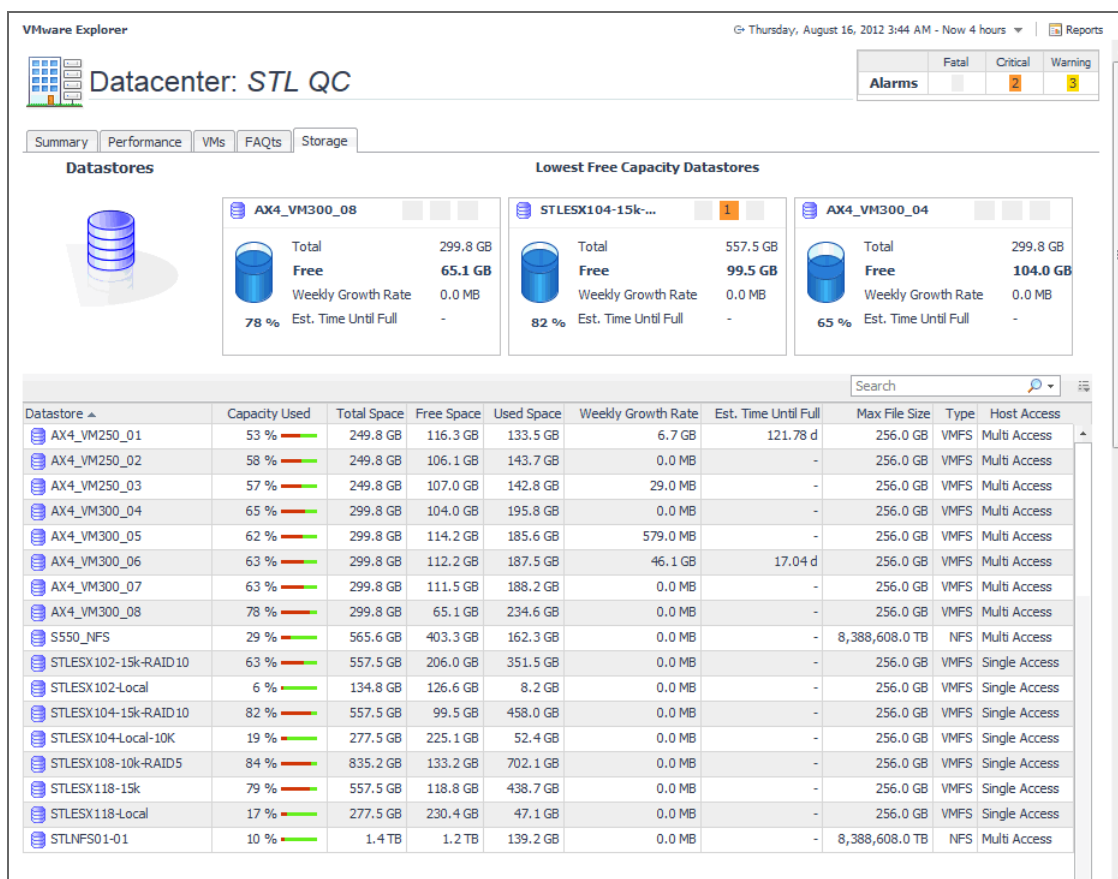 VMware Explorer
Thursday, August 16, 2012 3:44 AM - Now 4 hours Reports
Datacenter: STL QC
Fatal Critical Warning
Alarms 2 3
Summary Performance VMs FAQts Storage
Datastores
Lowest Free Capacity Datastores
AX4_VM300_08
Total 299.8 GB
Free 65.1 GB
Weekly Growth Rate 0.0 MB
Est. Time Until Full -
78 %
STLESX104-15k-... 1
Total 557.5 GB
Free 99.5 GB
Weekly Growth Rate 0.0 MB
Est. Time Until Full -
82 %
AX4_VM300_04
Total 299.8 GB
Free 104.0 GB
Weekly Growth Rate 0.0 MB
Est. Time Until Full -
65 %
Search
Datastore Capacity Used Total Space Free Space Used Space Weekly Growth Rate Est. Time Until Full Max File Size Type Host Access
AX4_VM250_01 53 % 249.8 GB 116.3 GB 133.5 GB 6.7 GB 121.78 d 256.0 GB VMFS Multi Access
AX4_VM250_02 58 % 249.8 GB 106.1 GB 143.7 GB 0.0 MB - 256.0 GB VMFS Multi Access
AX4_VM250_03 57 % 249.8 GB 107.0 GB 142.8 GB 29.0 MB - 256.0 GB VMFS Multi Access
AX4_VM300_04 65 % 299.8 GB 104.0 GB 195.8 GB 0.0 MB - 256.0 GB VMFS Multi Access
AX4_VM300_05 62 % 299.8 GB 114.2 GB 185.6 GB 579.0 MB - 256.0 GB VMFS Multi Access
AX4_VM300_06 63 % 299.8 GB 112.2 GB 187.5 GB 46.1 GB 17.04 d 256.0 GB VMFS Multi Access
AX4_VM300_07 63 % 299.8 GB 111.5 GB 188.2 GB 0.0 MB - 256.0 GB VMFS Multi Access
AX4_VM300_08 78 % 299.8 GB 65.1 GB 234.6 GB 0.0 MB - 256.0 GB VMFS Multi Access
S550_NFS 29 % 565.6 GB 403.3 GB 162.3 GB 0.0 MB - 8,388,608.0 TB NFS Multi Access
STLESX102-15k-RAID10 63 % 557.5 GB 206.0 GB 351.5 GB 0.0 MB - 256.0 GB VMFS Single Access
STLESX102-Local 6 % 134.8 GB 126.6 GB 8.2 GB 0.0 MB - 256.0 GB VMFS Single Access
STLESX104-15k-RAID10 82 % 557.5 GB 99.5 GB 458.0 GB 0.0 MB - 256.0 GB VMFS Single Access
STLESX104-Local-10K 19 % 277.5 GB 225.1 GB 52.4 GB 0.0 MB - 256.0 GB VMFS Single Access
STLESX108-10k-RAID5 84 % 835.2 GB 133.2 GB 702.1 GB 0.0 MB - 256.0 GB VMFS Single Access
STLESX118-15k 79 % 557.5 GB 118.8 GB 438.7 GB 0.0 MB - 256.0 GB VMFS Single Access
STLESX118-Local 17 % 277.5 GB 230.4 GB 47.1 GB 0.0 MB - 256.0 GB VMFS Single Access
STLNFS01-01 10 % 1.4 TB 1.2 TB 139.2 GB 0.0 MB - 8,388,608.0 TB NFS Multi Access